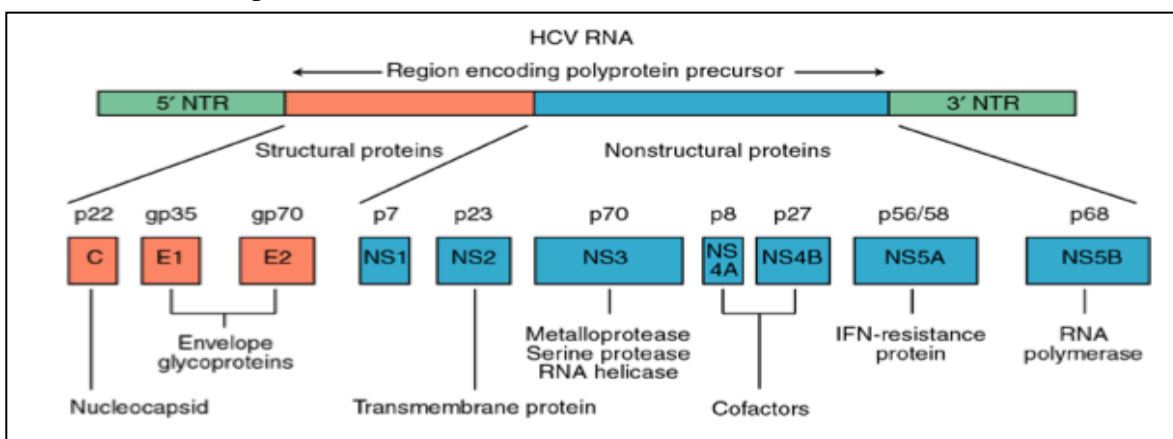 HCV RNA
Region encoding polyprotein precursor
5' NTR
3' NTR
Structural proteins
Nonstructural proteins
p22 gp35 gp70 p7 p23 p70 p8 p27 p56/58 p68
C E1 E2 NS1 NS2 NS3 NS 4A NS4B NS5A NS5B
Envelope
glycoproteins
Metalloprotease
Serine protease
RNA helicase
IFN-resistance
protein
RNA
polymerase
Nucleocapsid
Transmembrane protein
Cofactors